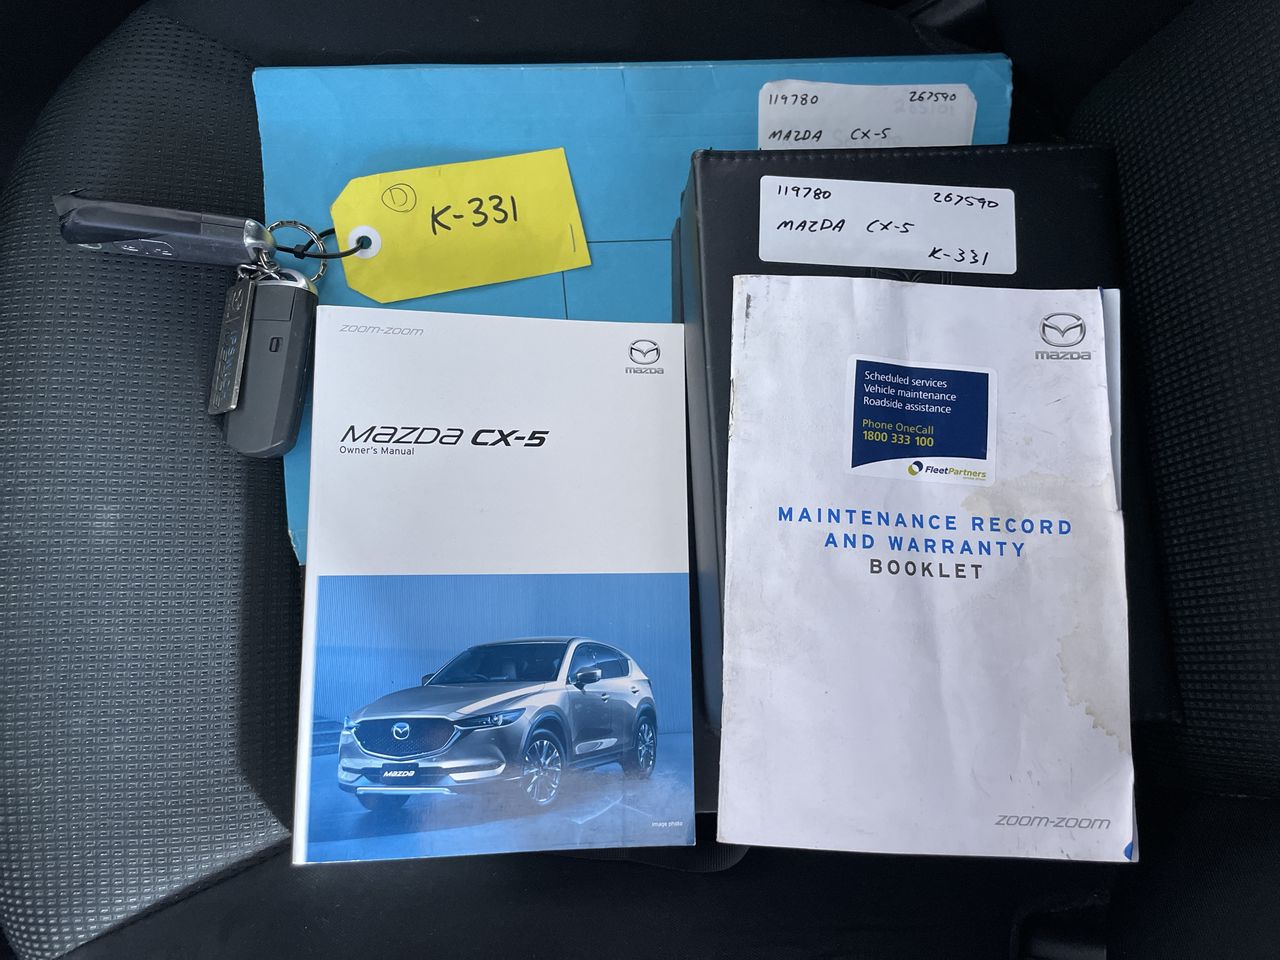 119780 267590
MAZDA CX-5
119780 267590
MAZDA CX-5
K-331
D
K-331
zoom-zoom
mazda
mazda CX-5
Owner's Manual
mazda
Image photo
mazda
Scheduled services
Vehicle maintenance
Roadside assistance
Phone OneCall
1800 333 100
FleetPartners
MAINTENANCE RECORD
AND WARRANTY
BOOKLET
zoom-zoom